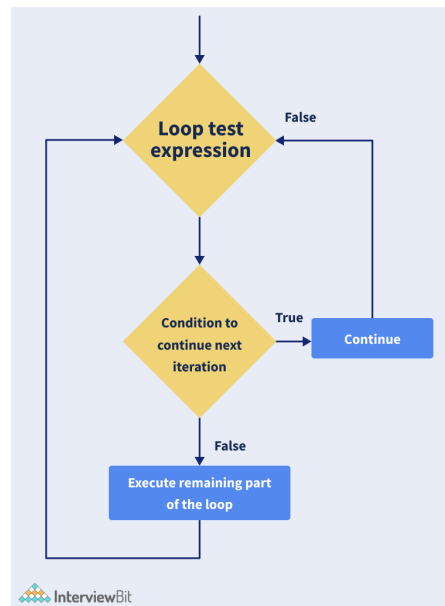 False
Loop test
expression
True
Condition to
continue next
iteration
Continue
False
Execute remaining part
of the loop
InterviewBit